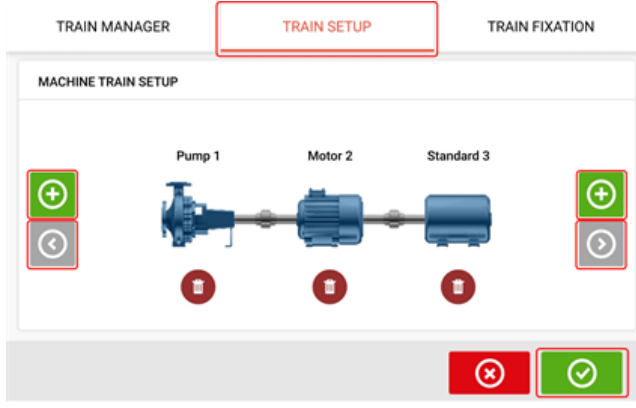 TRAIN MANAGER
TRAIN SETUP
TRAIN FIXATION
MACHINE TRAIN SETUP
Pump 1
Motor 2
Standard 3